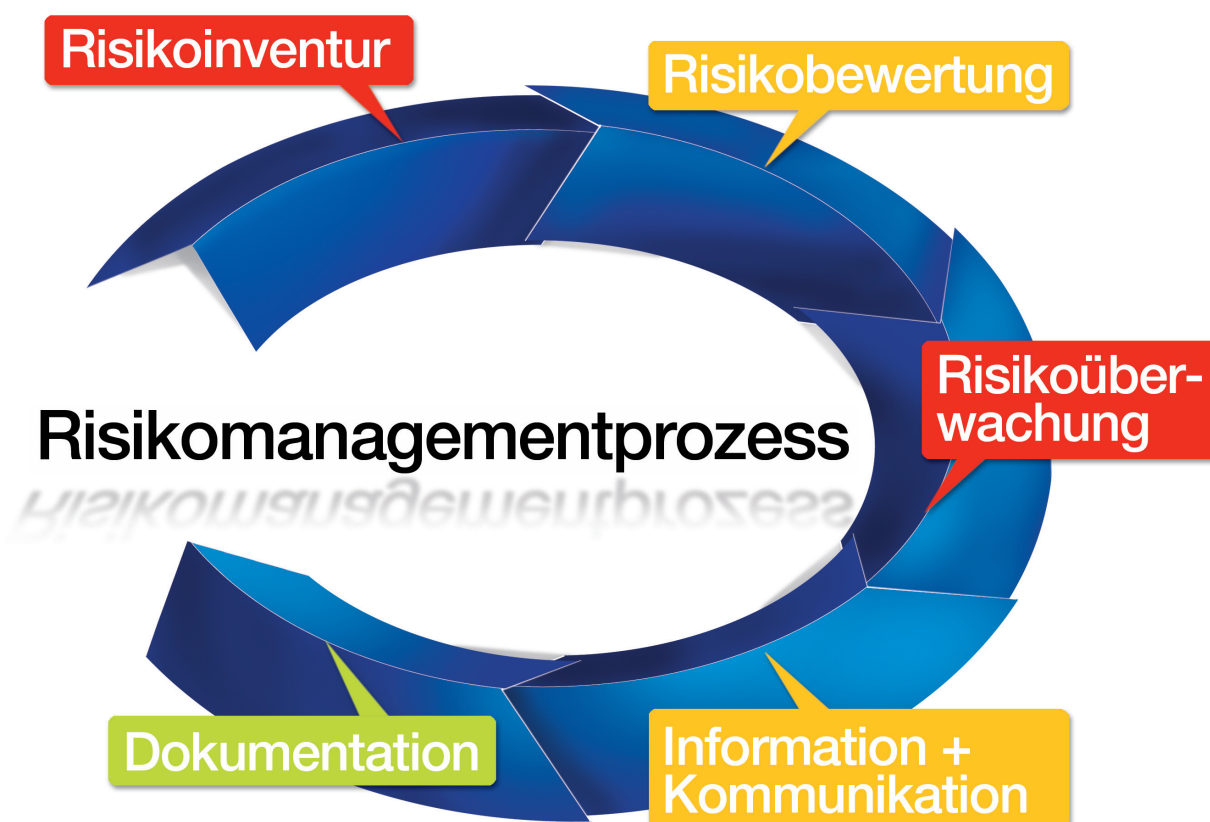 Risikoinventur
Risikobewertung
Risikoüber-
wachung
Risikomanagementprozess
Dokumentation
Information +
Kommunikation